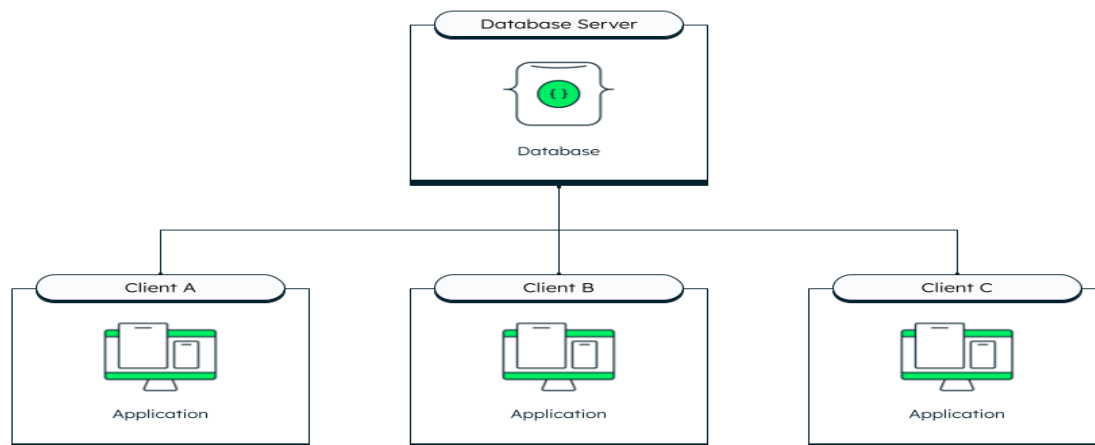 Database Server
{ }
Database
Client A
Client B
Client C
Application
Application
Application